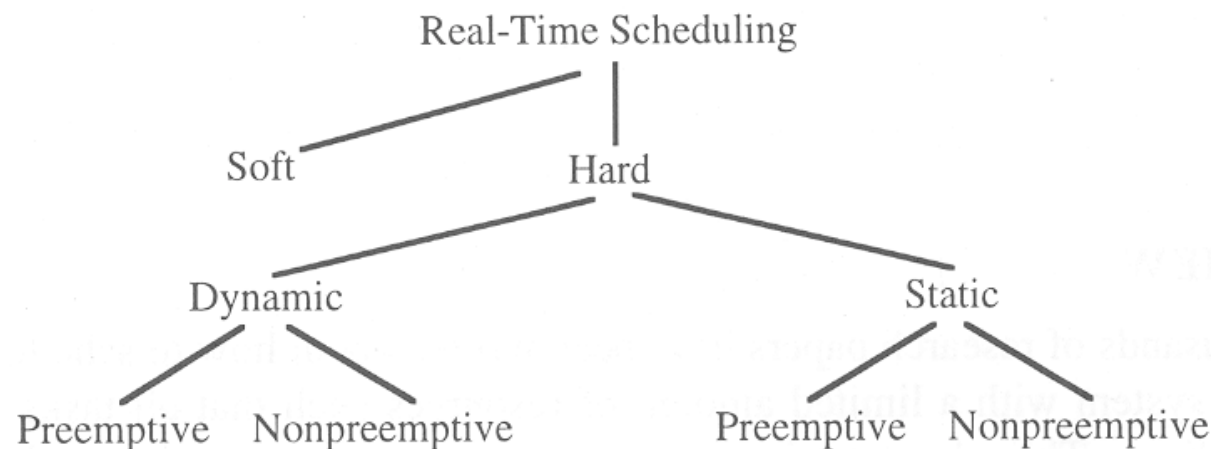 Real-Time Scheduling
Soft
Hard
Dynamic
Static
Preemptive Nonpreemptive Preemptive Nonpreemptive